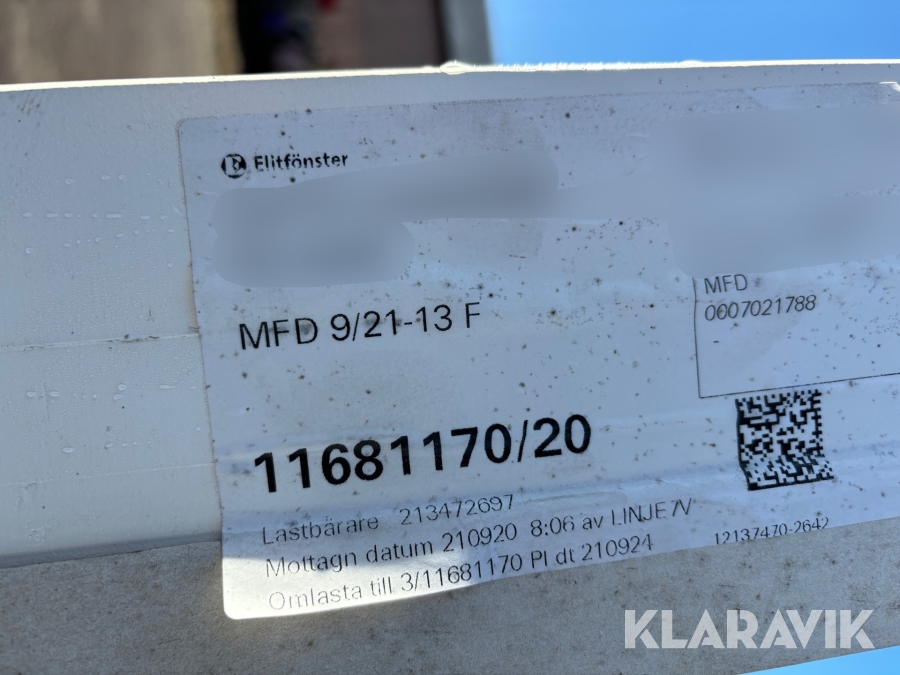 Elitfönster
MFD
0007021788
MFD 9/21-13 F
11681170/20
Lastbärare 213472697
Mottagn datum 210920 8:06 av LINJE7V
Omlasta till 3/11681170 Pl dt 210924
12137470-2642
KLARAVIK